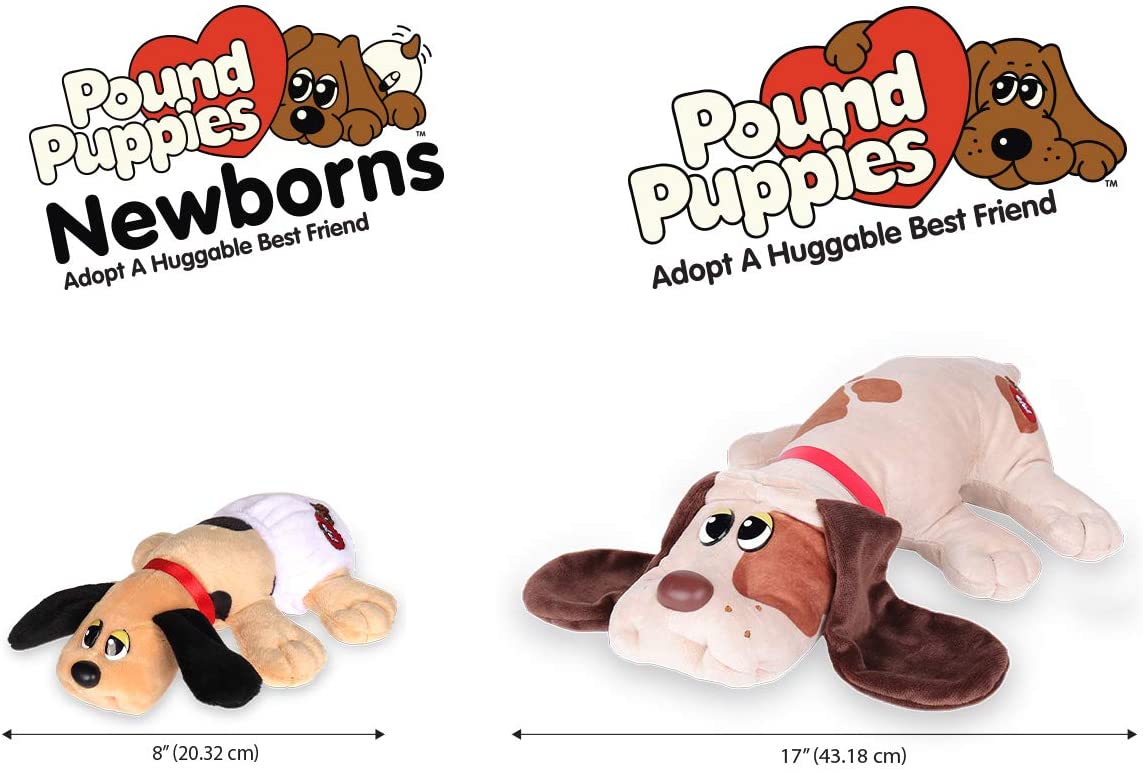 Pound
Puppies
™
Newborns
Adopt A Huggable Best Friend
Pound
Puppies
™
Adopt A Huggable Best Friend
8” (20.32 cm)
17” (43.18 cm)